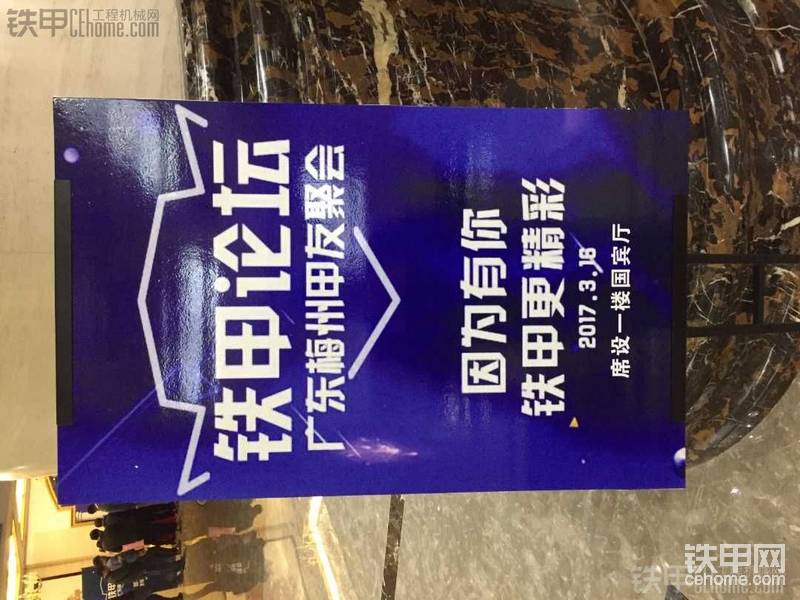 铁甲论坛
广东梅州甲友聚会
因为有你
铁甲更精彩
2017.3.18
席设一楼国宾厅
铁甲 工程机械网
CEhome.com
铁甲网
cehome.com